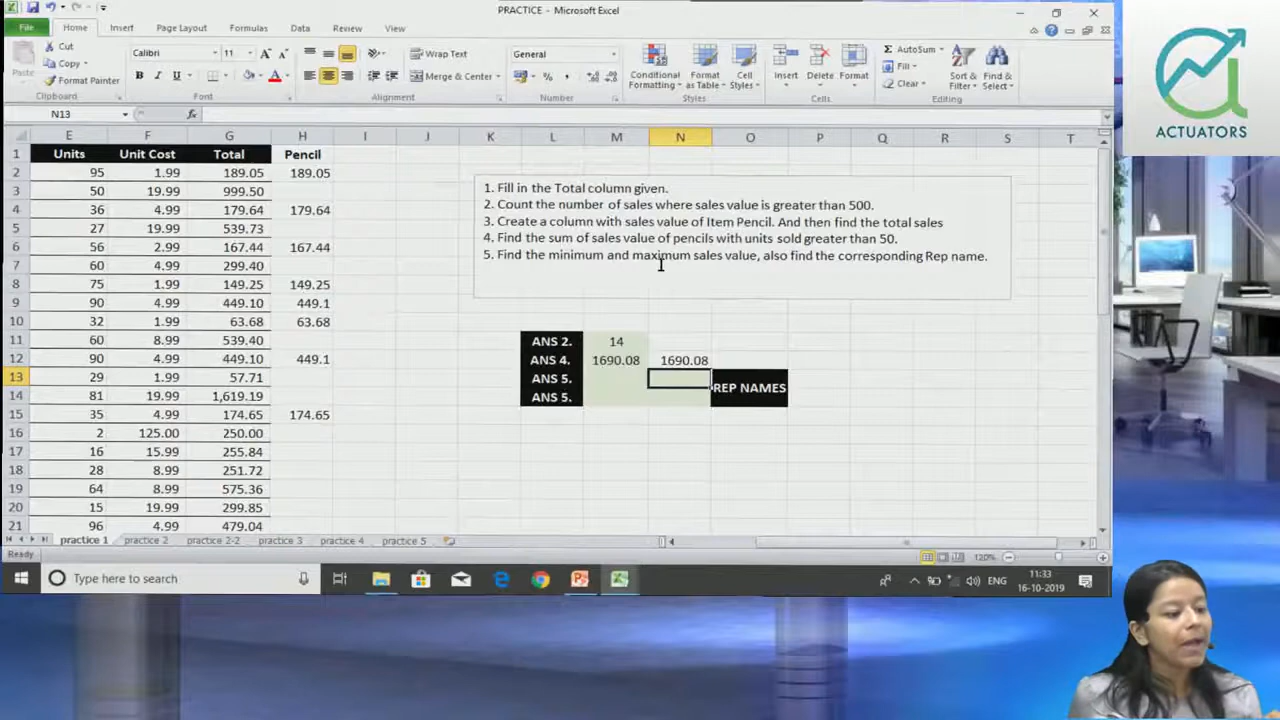 PRACTICE - Microsoft Excel
File Home Insert Page Layout Formulas Data Review View
Paste
Cut
Copy
Format Painter
Clipboard
Calibri 11
B I U
Font
Wrap Text
Merge & Center
Alignment
General
Number
Conditional Formatting
Format as Table
Cell Styles
Styles
Insert Delete Format
Cells
AutoSum
Fill
Clear
Sort & Filter
Find & Select
Editing
ACTUATORS
N13 fx
E F G H I J K L M N O P Q R S T
1 Units Unit Cost Total Pencil
2 95 1.99 189.05 189.05
3 50 19.99 999.50
4 36 4.99 179.64 179.64
5 27 19.99 539.73
6 56 2.99 167.44 167.44
7 60 4.99 299.40
8 75 1.99 149.25 149.25
9 90 4.99 449.10 449.1
10 32 1.99 63.68 63.68
11 60 8.99 539.40
12 90 4.99 449.10 449.1
13 29 1.99 57.71
14 81 19.99 1,619.19
15 35 4.99 174.65 174.65
16 2 125.00 250.00
17 16 15.99 255.84
18 28 8.99 251.72
19 64 8.99 575.36
20 15 19.99 299.85
21 96 4.99 479.04
1. Fill in the Total column given.
2. Count the number of sales where sales value is greater than 500.
3. Create a column with sales value of Item Pencil. And then find the total sales
4. Find the sum of sales value of pencils with units sold greater than 50.
5. Find the minimum and maximum sales value, also find the corresponding Rep name.
ANS 2. 14
ANS 4. 1690.08 1690.08
ANS 5.
ANS 5.
REP NAMES
practice 1 practice 2 practice 2-2 practice 3 practice 4 practice 5
Ready
120%
Type here to search
ENG
11:33
16-10-2019